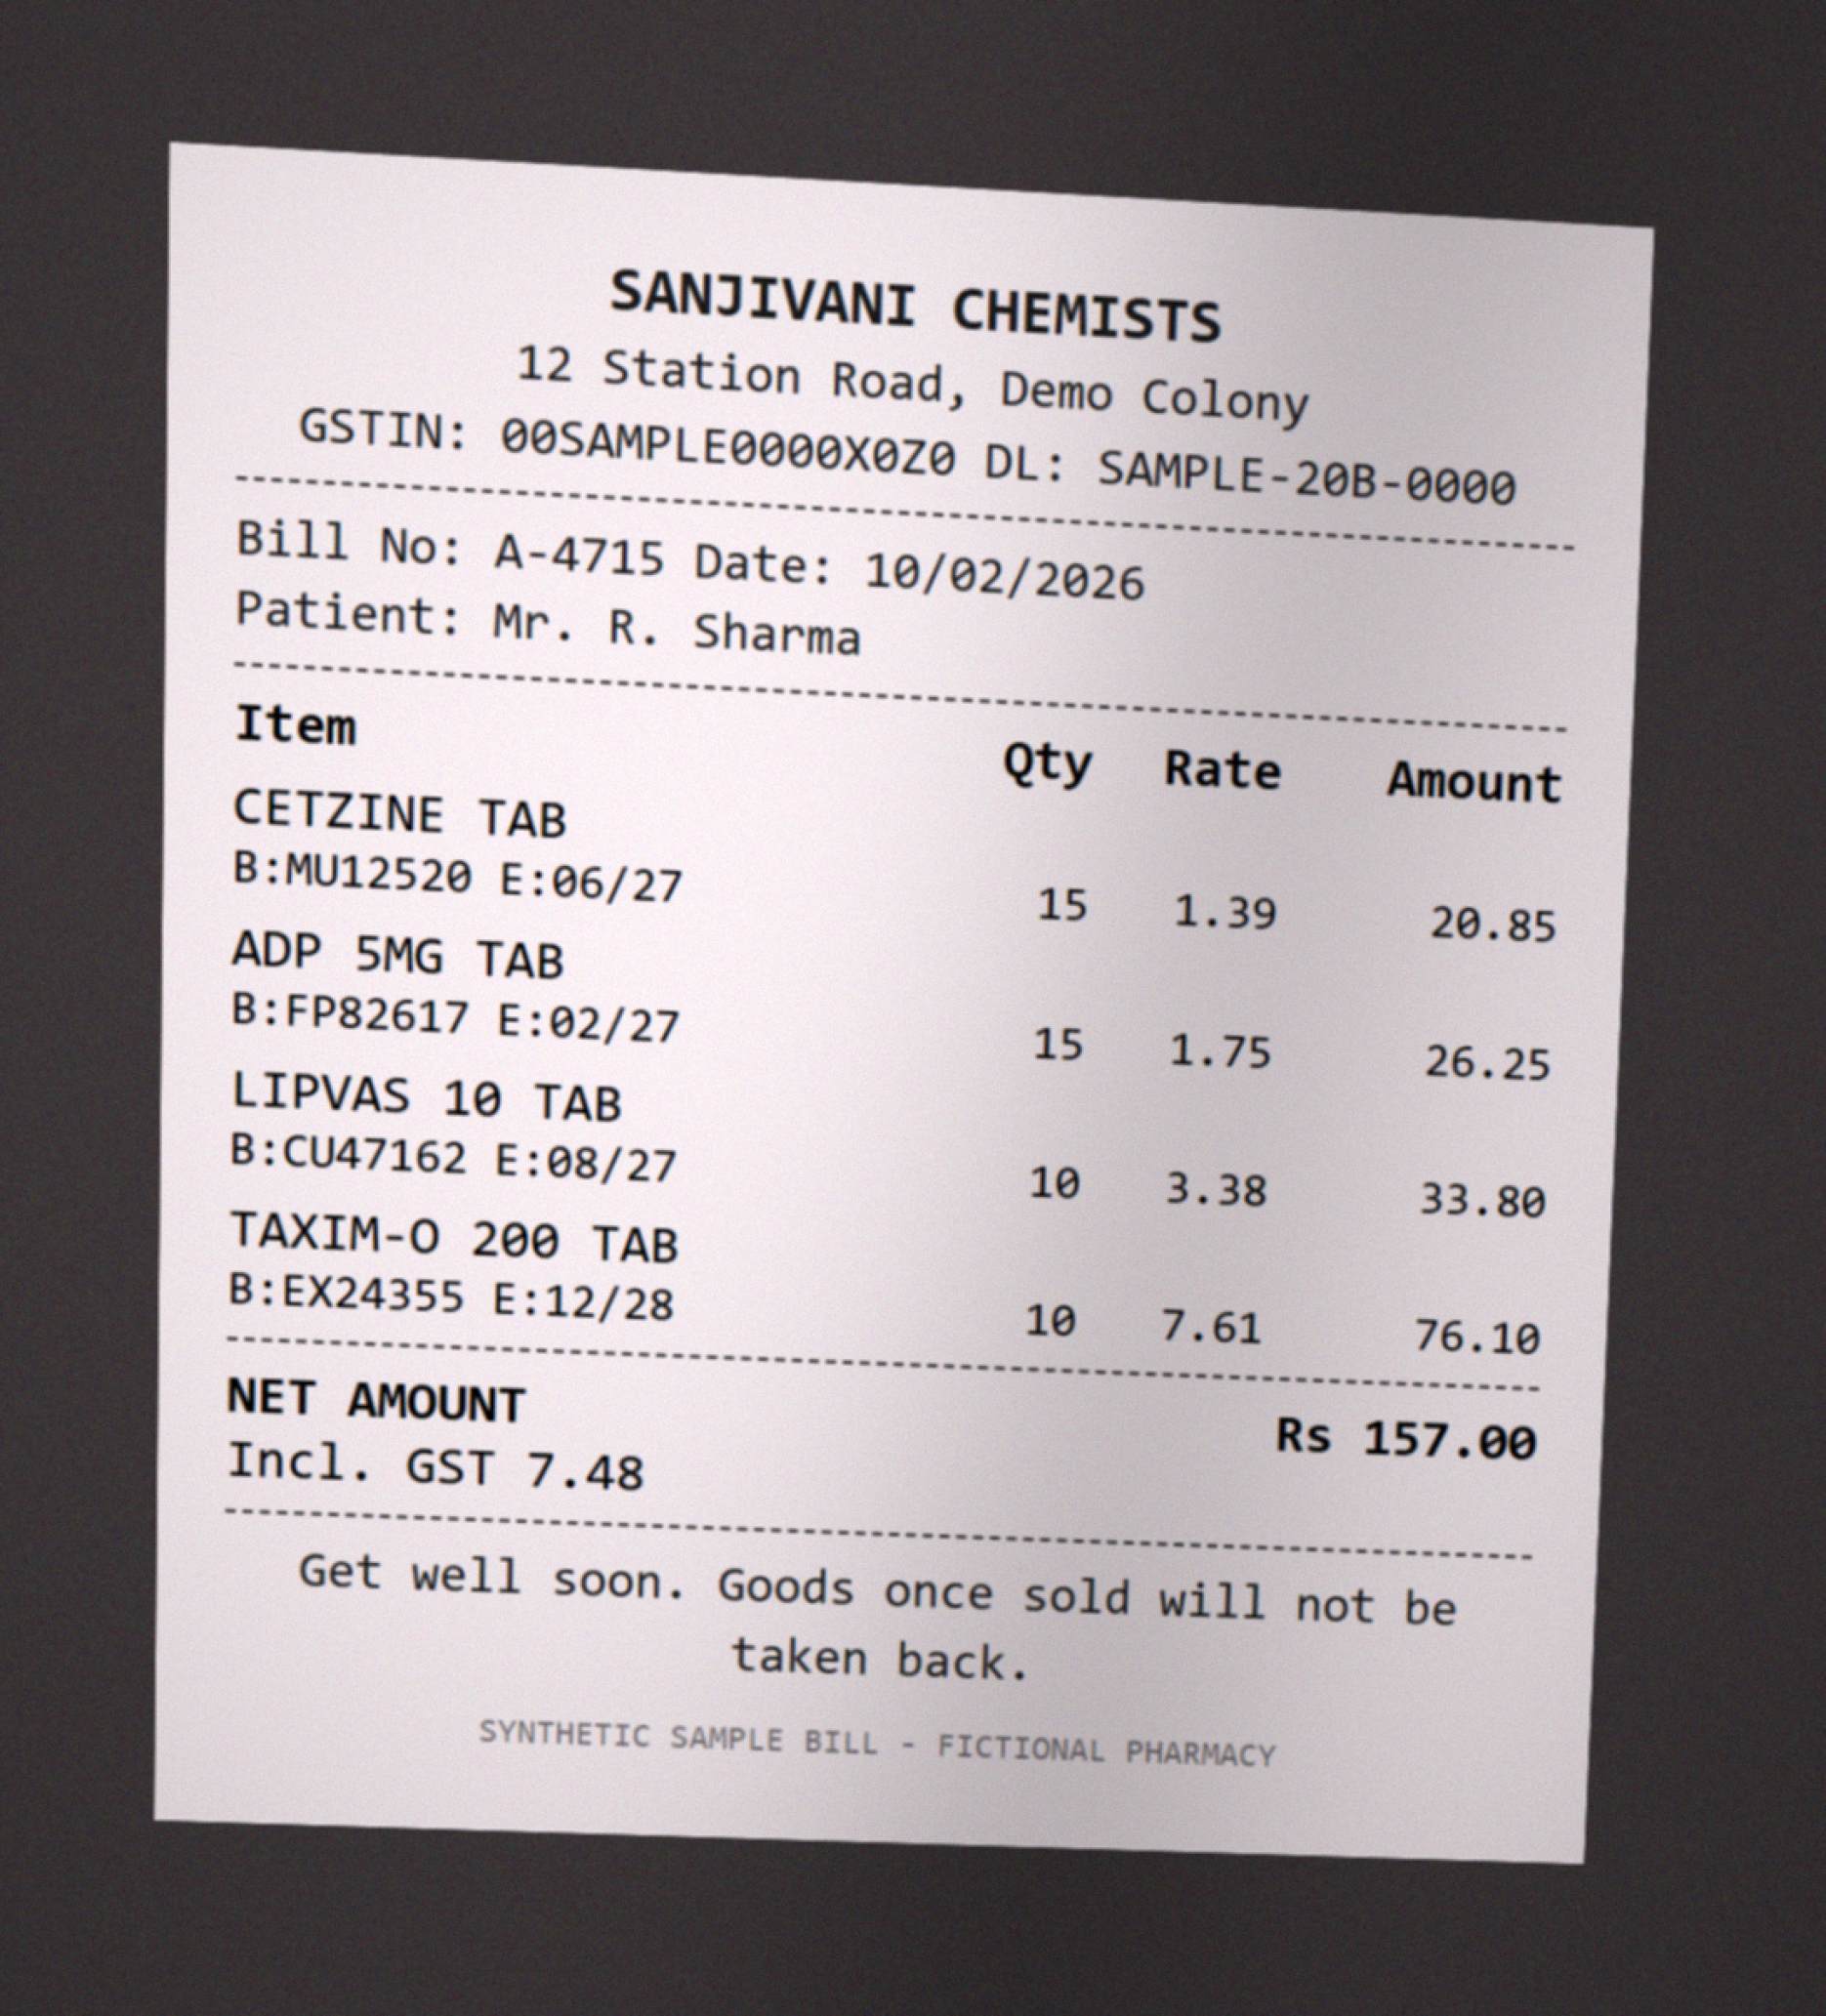 SANJIVANI CHEMISTS
12 Station Road, Demo Colony
GSTIN: 00SAMPLE0000X0Z0 DL: SAMPLE-20B-0000
Bill No: A-4715 Date: 10/02/2026
Patient: Mr. R. Sharma
Item Qty Rate Amount
CETZINE TAB
B:MU12520 E:06/27 15 1.39 20.85
ADP 5MG TAB
B:FP82617 E:02/27 15 1.75 26.25
LIPVAS 10 TAB
B:CU47162 E:08/27 10 3.38 33.80
TAXIM-O 200 TAB
B:EX24355 E:12/28 10 7.61 76.10
NET AMOUNT Rs 157.00
Incl. GST 7.48
Get well soon. Goods once sold will not be
taken back.
SYNTHETIC SAMPLE BILL - FICTIONAL PHARMACY